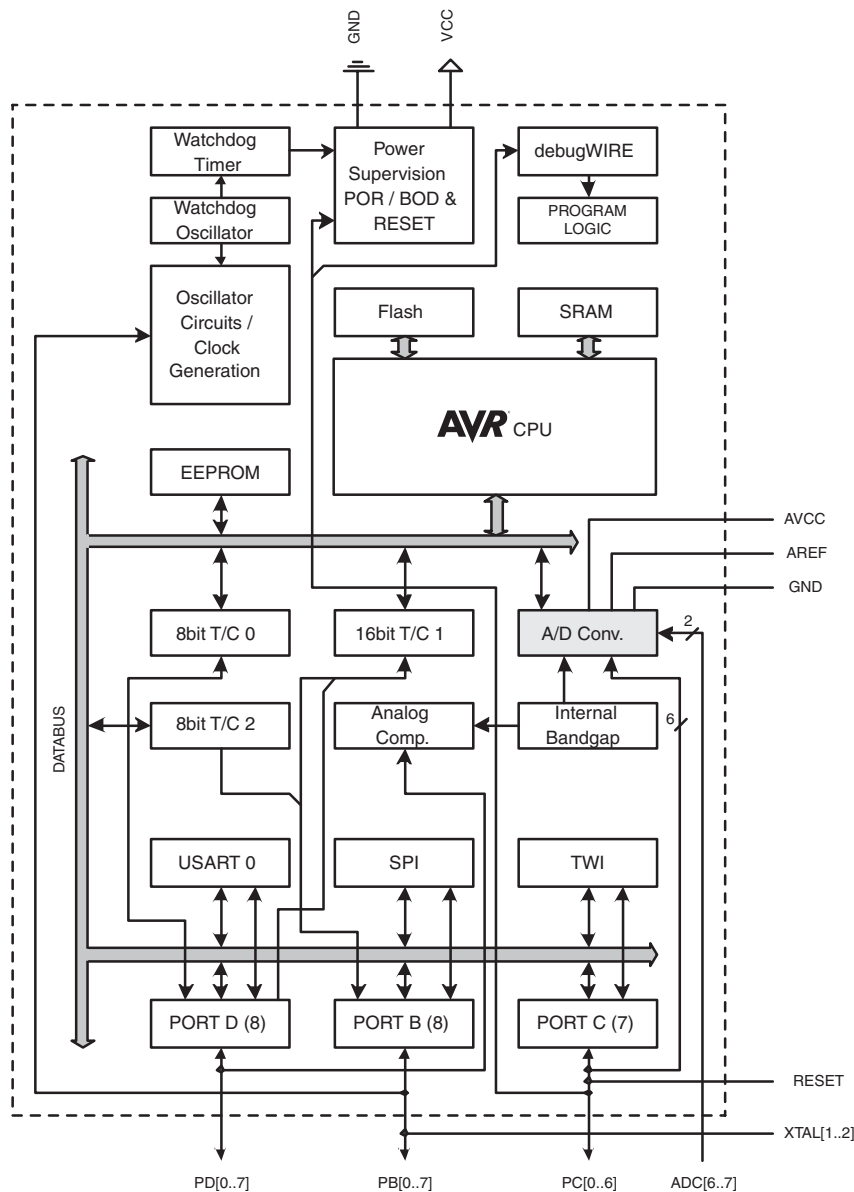 GND
VCC
Watchdog
Timer
Power
Supervision
POR / BOD &
RESET
debugWIRE
Watchdog
Oscillator
PROGRAM
LOGIC
Oscillator
Circuits /
Clock
Generation
Flash
SRAM
AVR CPU
EEPROM
AVCC
AREF
GND
8bit T/C 0
16bit T/C 1
A/D Conv.
2
8bit T/C 2
Analog
Comp.
Internal
Bandgap
6
DATABUS
USART 0
SPI
TWI
PORT D (8)
PORT B (8)
PORT C (7)
RESET
XTAL[1..2]
PD[0..7]
PB[0..7]
PC[0..6]
ADC[6..7]